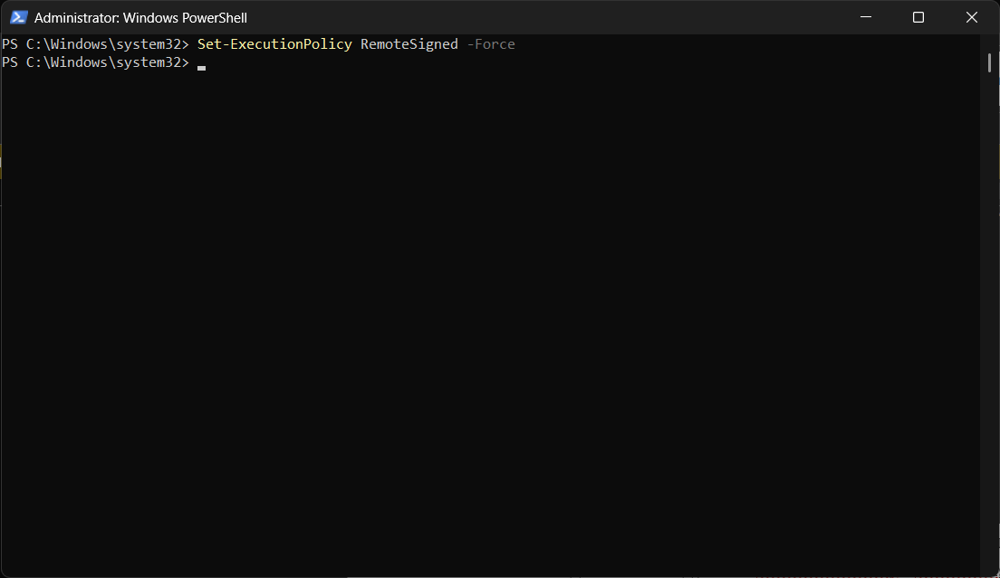 Administrator: Windows PowerShell
PS C:\Windows\system32> Set-ExecutionPolicy RemoteSigned -Force
PS C:\Windows\system32>